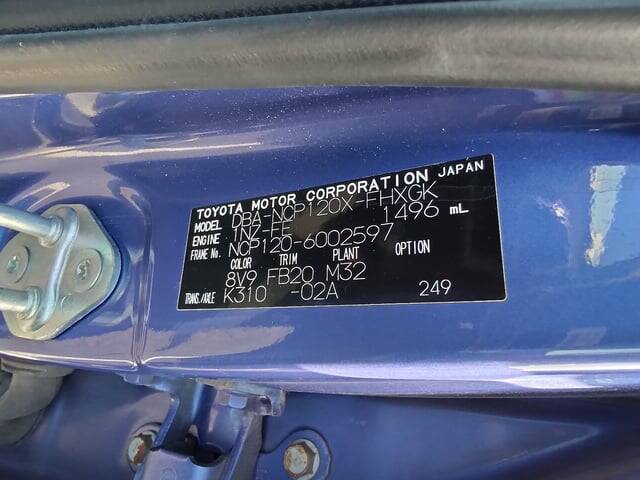 TOYOTA MOTOR CORPORATION JAPAN
MODEL DBA-NCP120X-FHXGK
ENGINE 1NZ-FE 1496 mL
FRAME No. NCP120-6002597
COLOR TRIM PLANT OPTION
8V9 FB20 M32
TRANS./AXLE K310 -02A 249